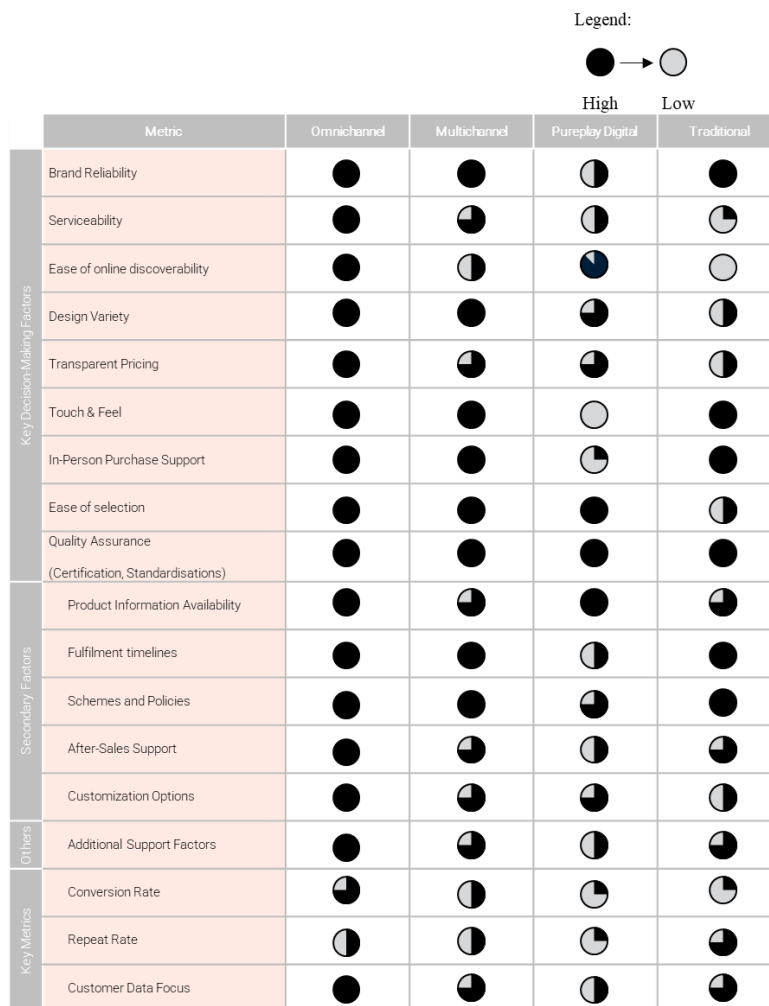 Legend:
High Low
Metric Omnichannel Multichannel Pureplay Digital Traditional
Key Decision-Making Factors
Brand Reliability
Serviceability
Ease of online discoverability
Design Variety
Transparent Pricing
Touch & Feel
In-Person Purchase Support
Ease of selection
Quality Assurance
(Certification, Standardisations)
Secondary Factors
Product Information Availability
Fulfilment timelines
Schemes and Policies
After-Sales Support
Customization Options
Others
Additional Support Factors
Key Metrics
Conversion Rate
Repeat Rate
Customer Data Focus